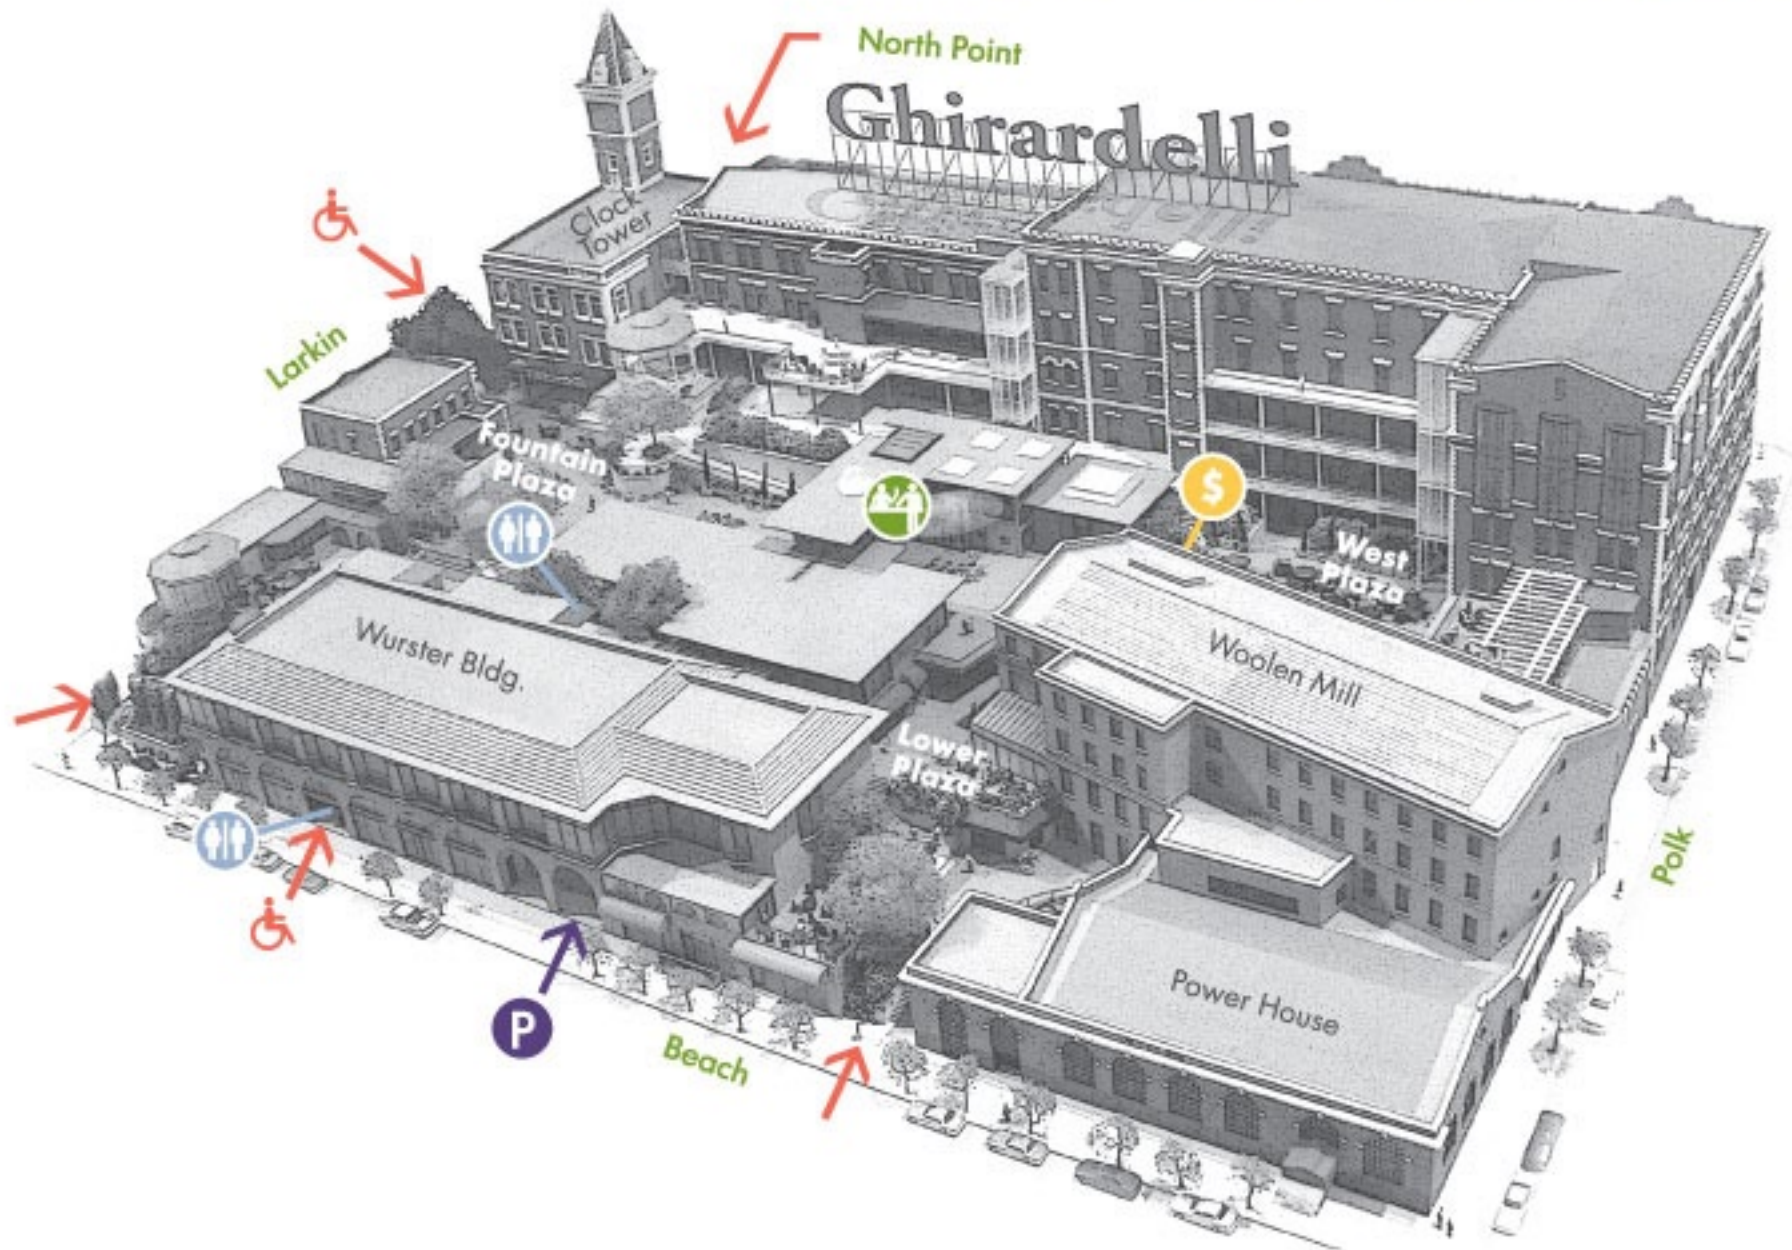 North Point
Ghirardelli
Clock
Tower
Larkin
Fountain
Plaza
$
West
Plaza
Wurster Bldg.
Woolen Mill
Lower
Plaza
Polk
Power House
P
Beach